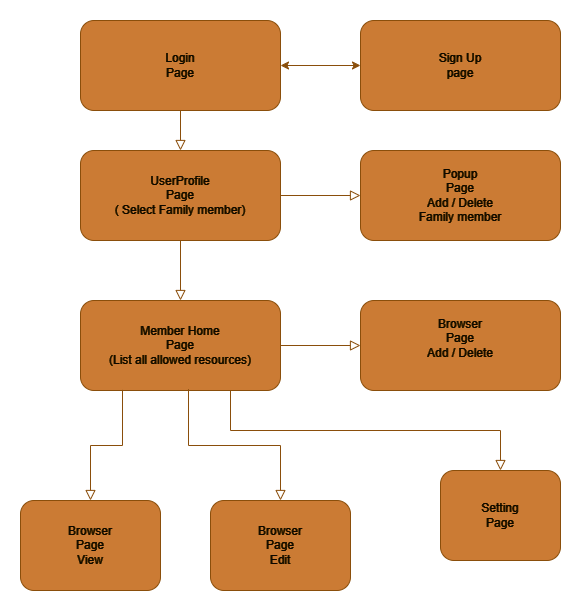 Login
Page
Sign Up
page
UserProfile
Page
( Select Family member)
Popup
Page
Add / Delete
Family member
Member Home
Page
(List all allowed resources)
Browser
Page
Add / Delete
Browser
Page
View
Browser
Page
Edit
Setting
Page